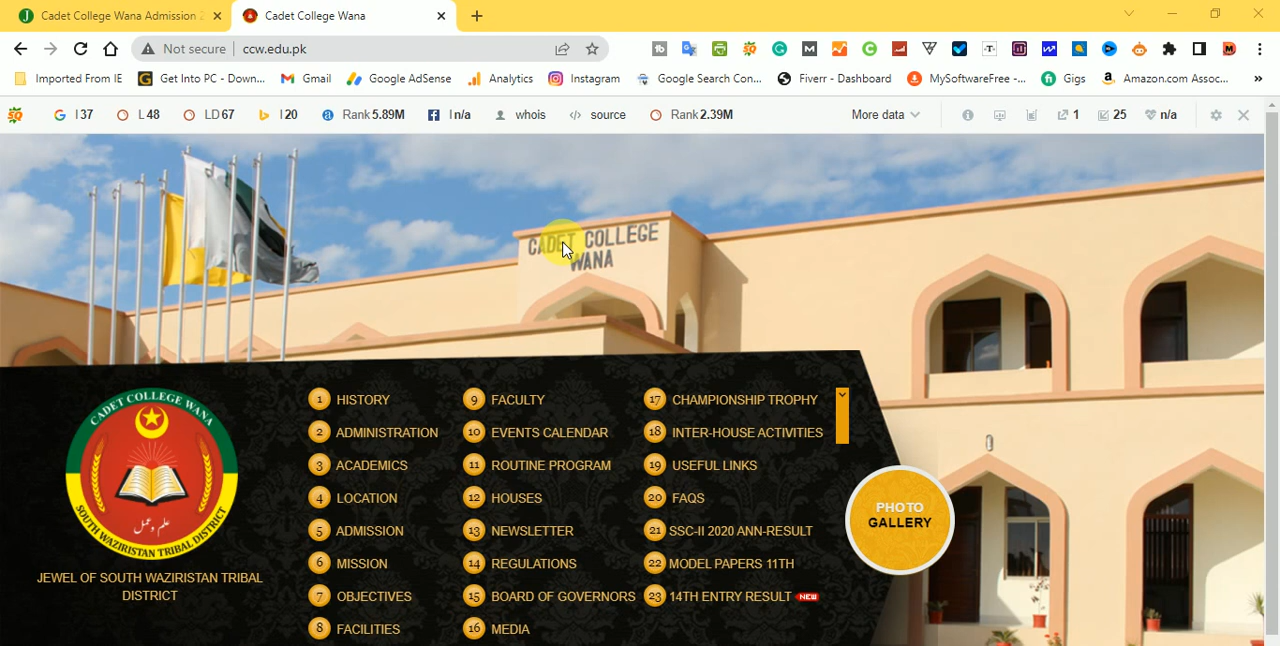 Cadet College Wana Admission 2
Cadet College Wana
Not secure
ccw.edu.pk
Imported From IE
Get Into PC - Down...
Gmail
Google AdSense
Analytics
Instagram
Google Search Con...
Fiverr - Dashboard
MySoftwareFree -...
Gigs
Amazon.com Assoc...
»
SQ
I 37
L 48
LD 67
I 20
Rank 5.89M
I n/a
whois
source
Rank 2.39M
More data
1
25
n/a
CADET COLLEGE
WANA
CADET COLLEGE WANA
علم و عمل
SOUTH WAZIRISTAN TRIBAL DISTRICT
JEWEL OF SOUTH WAZIRISTAN TRIBAL
DISTRICT
1 HISTORY
2 ADMINISTRATION
3 ACADEMICS
4 LOCATION
5 ADMISSION
6 MISSION
7 OBJECTIVES
8 FACILITIES
9 FACULTY
10 EVENTS CALENDAR
11 ROUTINE PROGRAM
12 HOUSES
13 NEWSLETTER
14 REGULATIONS
15 BOARD OF GOVERNORS
16 MEDIA
17 CHAMPIONSHIP TROPHY
18 INTER-HOUSE ACTIVITIES
19 USEFUL LINKS
20 FAQS
21 SSC-II 2020 ANN-RESULT
22 MODEL PAPERS 11TH
23 14TH ENTRY RESULT NEW
PHOTO
GALLERY